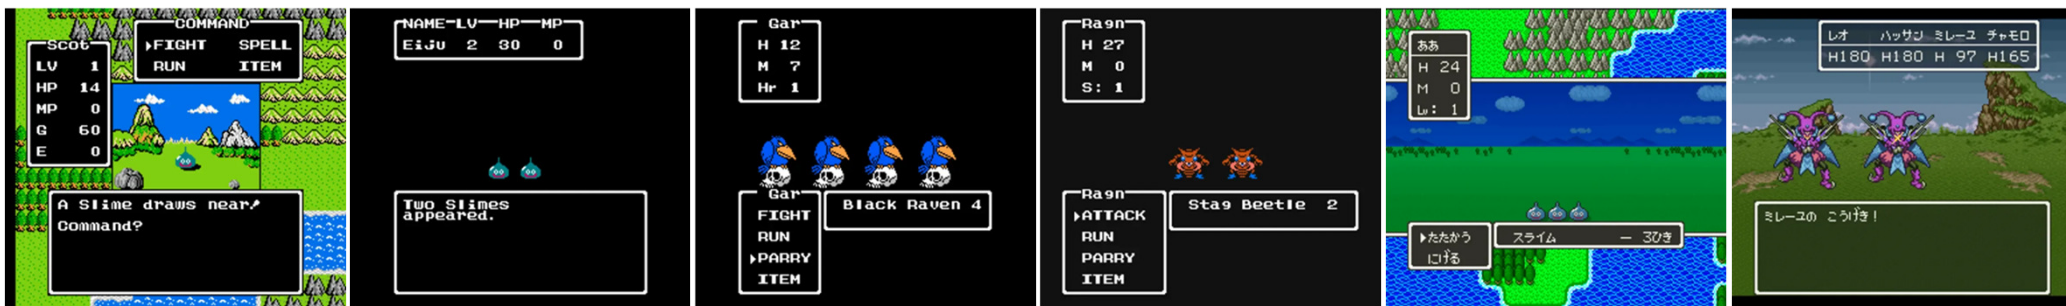 COMMAND
▶FIGHT SPELL
RUN ITEM
Scot
LV 1
HP 14
MP 0
G 60
E 0
A Slime draws near!
Command?
NAME LV HP MP
EiJu 2 30 0
Two Slimes
appeared.
Gar
H 12
M 7
Hr 1
Gar
FIGHT
RUN
▶PARRY
ITEM
Black Raven 4
Ragn
H 27
M 0
S: 1
Ragn
▶ATTACK
RUN
PARRY
ITEM
Stag Beetle 2
ああ
H 24
M 0
Lv: 1
▶たたかう
にげる
スライム ー 3ひき
レオ ハッサン ミレーユ チャモロ
H180 H180 H 97 H165
ミレーユの こうげき!